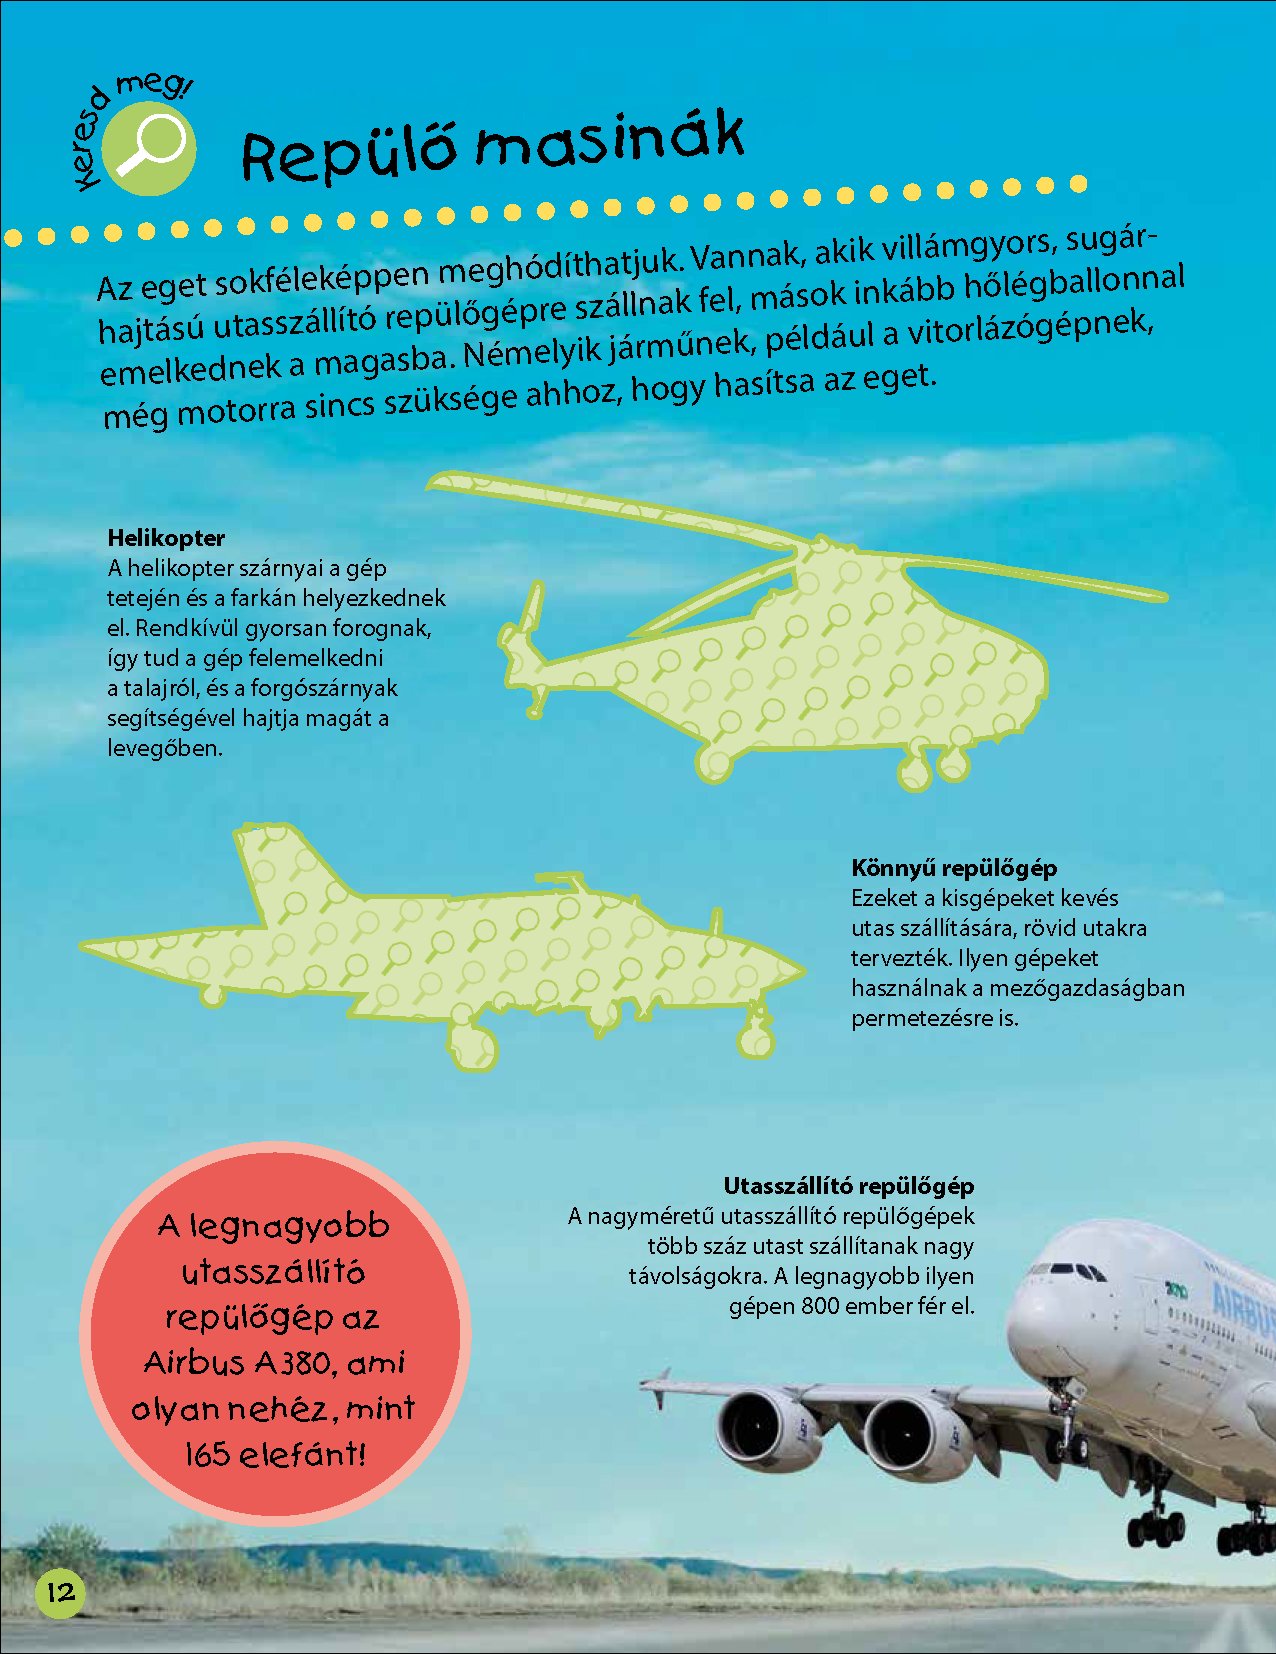 Keresd meg!
Repülő masinák
Az eget sokféleképpen meghódíthatjuk. Vannak, akik villámgyors, sugár-
hajtású utasszállító repülőgépre szállnak fel, mások inkább hőlégballonnal
emelkednek a magasba. Némelyik járműnek, például a vitorlázógépnek,
még motorra sincs szüksége ahhoz, hogy hasítsa az eget.
Helikopter
A helikopter szárnyai a gép
tetején és a farkán helyezkednek
el. Rendkívül gyorsan forognak,
így tud a gép felemelkedni
a talajról, és a forgószárnyak
segítségével hajtja magát a
levegőben.
Könnyű repülőgép
Ezeket a kisgépeket kevés
utas szállítására, rövid utakra
tervezték. Ilyen gépeket
használnak a mezőgazdaságban
permetezésre is.
A legnagyobb
utasszállító
repülőgép az
Airbus A380, ami
olyan nehéz, mint
165 elefánt!
Utasszállító repülőgép
A nagyméretű utasszállító repülőgépek
több száz utast szállítanak nagy
távolságokra. A legnagyobb ilyen
gépen 800 ember fér el.
AIRBUS
12